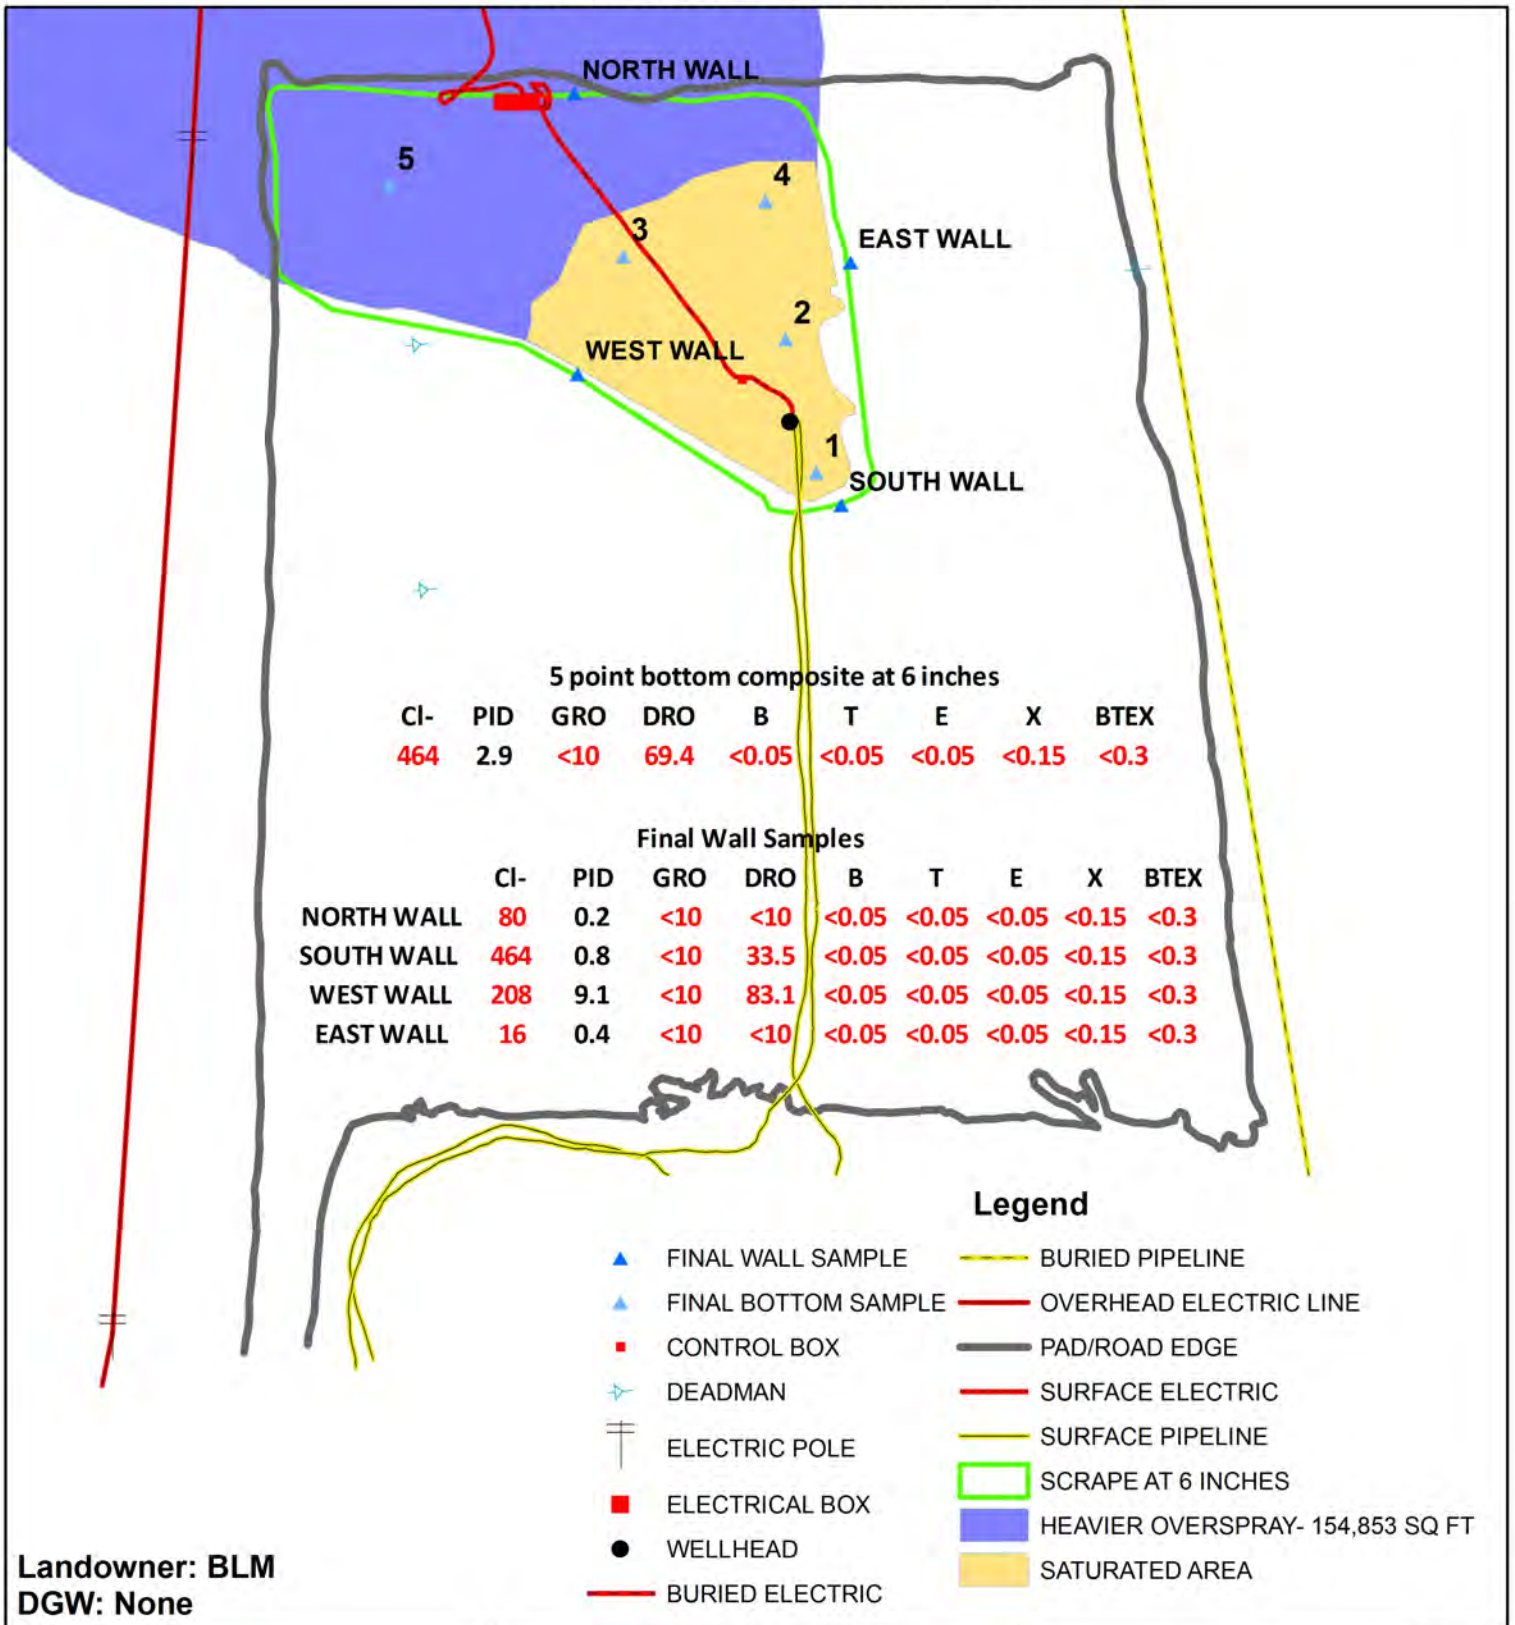 NORTH WALL
5
4
3
EAST WALL
2
WEST WALL
1
SOUTH WALL
5 point bottom composite at 6 inches
Cl- PID GRO DRO B T E X BTEX
464 2.9 <10 69.4 <0.05 <0.05 <0.05 <0.15 <0.3
Final Wall Samples
Cl- PID GRO DRO B T E X BTEX
NORTH WALL 80 0.2 <10 <10 <0.05 <0.05 <0.05 <0.15 <0.3
SOUTH WALL 464 0.8 <10 33.5 <0.05 <0.05 <0.05 <0.15 <0.3
WEST WALL 208 9.1 <10 83.1 <0.05 <0.05 <0.05 <0.15 <0.3
EAST WALL 16 0.4 <10 <10 <0.05 <0.05 <0.05 <0.15 <0.3
Legend
FINAL WALL SAMPLE
FINAL BOTTOM SAMPLE
CONTROL BOX
DEADMAN
ELECTRIC POLE
ELECTRICAL BOX
WELLHEAD
BURIED ELECTRIC
BURIED PIPELINE
OVERHEAD ELECTRIC LINE
PAD/ROAD EDGE
SURFACE ELECTRIC
SURFACE PIPELINE
SCRAPE AT 6 INCHES
HEAVIER OVERSPRAY- 154,853 SQ FT
SATURATED AREA
Landowner: BLM
DGW: None